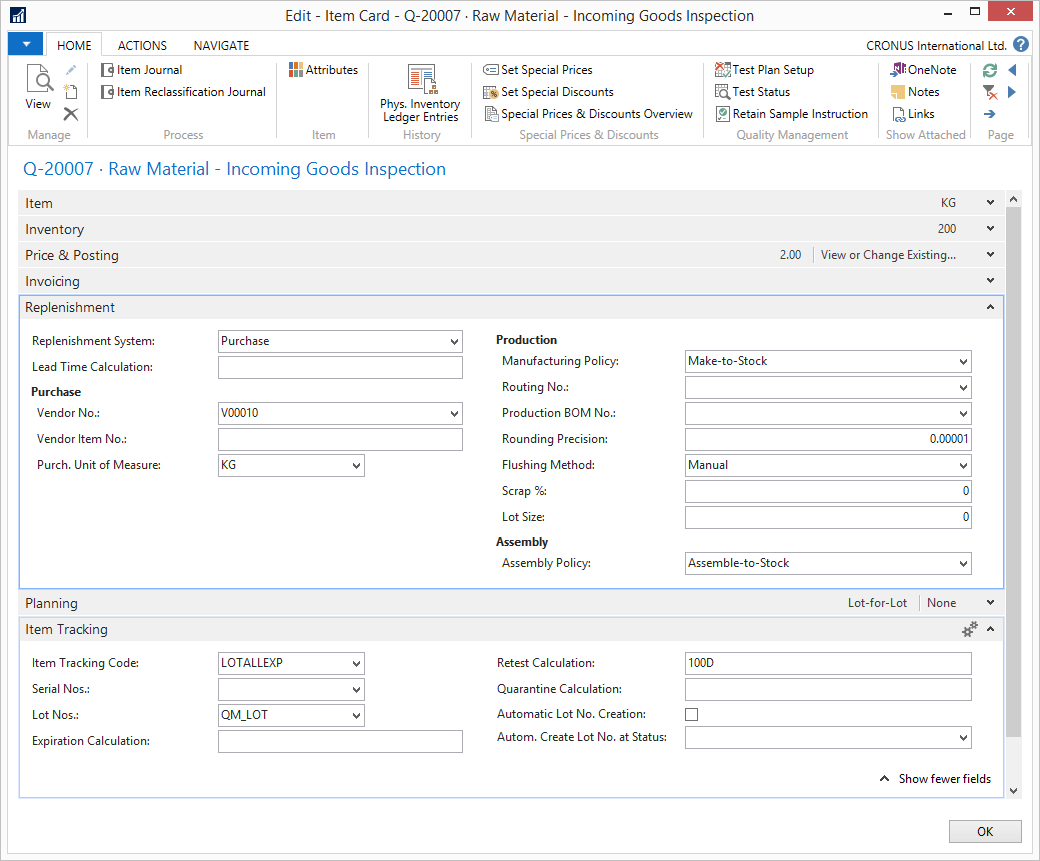 Edit - Item Card - Q-20007 · Raw Material - Incoming Goods Inspection
HOME ACTIONS NAVIGATE CRONUS International Ltd. ?
View
Manage
Item Journal
Item Reclassification Journal
Process
Attributes
Item
Phys. Inventory
Ledger Entries
History
Set Special Prices
Set Special Discounts
Special Prices & Discounts Overview
Special Prices & Discounts
Test Plan Setup
Test Status
Retain Sample Instruction
Quality Management
OneNote
Notes
Links
Show Attached
Page
Q-20007 · Raw Material - Incoming Goods Inspection
Item KG
Inventory 200
Price & Posting 2.00 View or Change Existing...
Invoicing
Replenishment
Replenishment System: Purchase
Lead Time Calculation:
Purchase
Vendor No.: V00010
Vendor Item No.:
Purch. Unit of Measure: KG
Production
Manufacturing Policy: Make-to-Stock
Routing No.:
Production BOM No.:
Rounding Precision: 0.00001
Flushing Method: Manual
Scrap %: 0
Lot Size: 0
Assembly
Assembly Policy: Assemble-to-Stock
Planning Lot-for-Lot None
Item Tracking
Item Tracking Code: LOTALLEXP
Serial Nos.:
Lot Nos.: QM_LOT
Expiration Calculation:
Retest Calculation: 100D
Quarantine Calculation:
Automatic Lot No. Creation:
Autom. Create Lot No. at Status:
Show fewer fields
OK